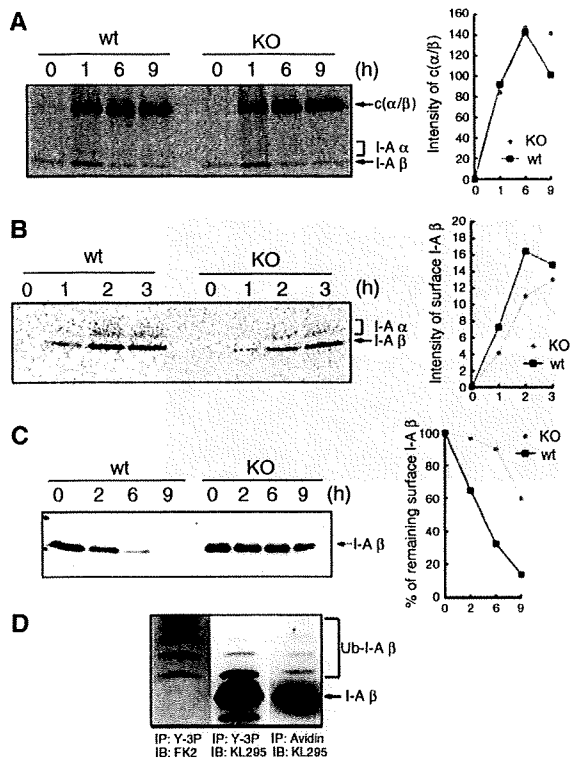 A
wt KO
0 1 6 9 0 1 6 9 (h)
c(α/β)
I-A α
I-A β
Intensity of c(α/β)
160
140
120
100
80
60
40
20
0
KO
wt
0 1 6 9
B
wt KO
0 1 2 3 0 1 2 3 (h)
I-A α
I-A β
Intensity of surface I-A β
20
18
16
14
12
10
8
6
4
2
0
KO
wt
0 1 2 3
C
wt KO
0 2 6 9 0 2 6 9 (h)
I-A β
% of remaining surface I-A β
100
80
60
40
20
0
KO
wt
0 2 6 9
D
Ub-I-A β
I-A β
IP: Y-3P IP: Y-3P IP: Avidin
IB: FK2 IB: KL295 IB: KL295